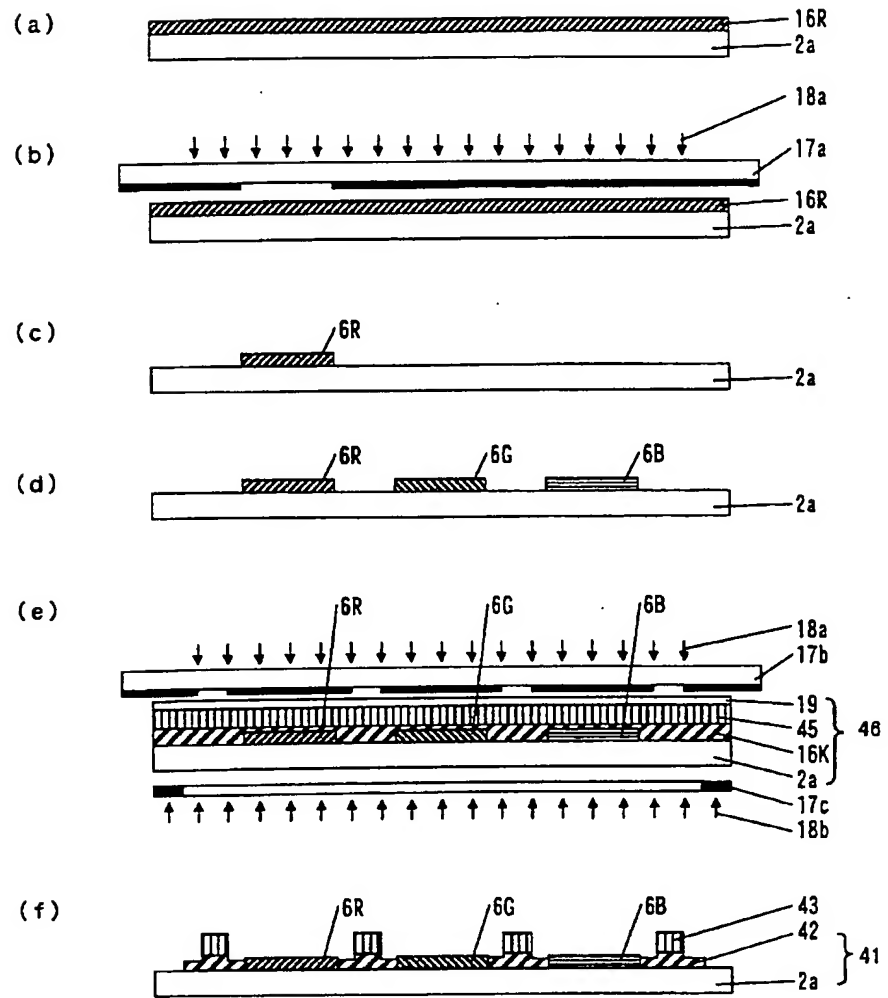 (a)
16R
2a
18a
(b)
17a
16R
2a
(c)
6R
2a
(d)
6R 6G 6B
2a
(e)
6R 6G 6B
18a
17b
19
45
46
16K
2a
17c
18b
(f)
6R 6G 6B
43
42
41
2a